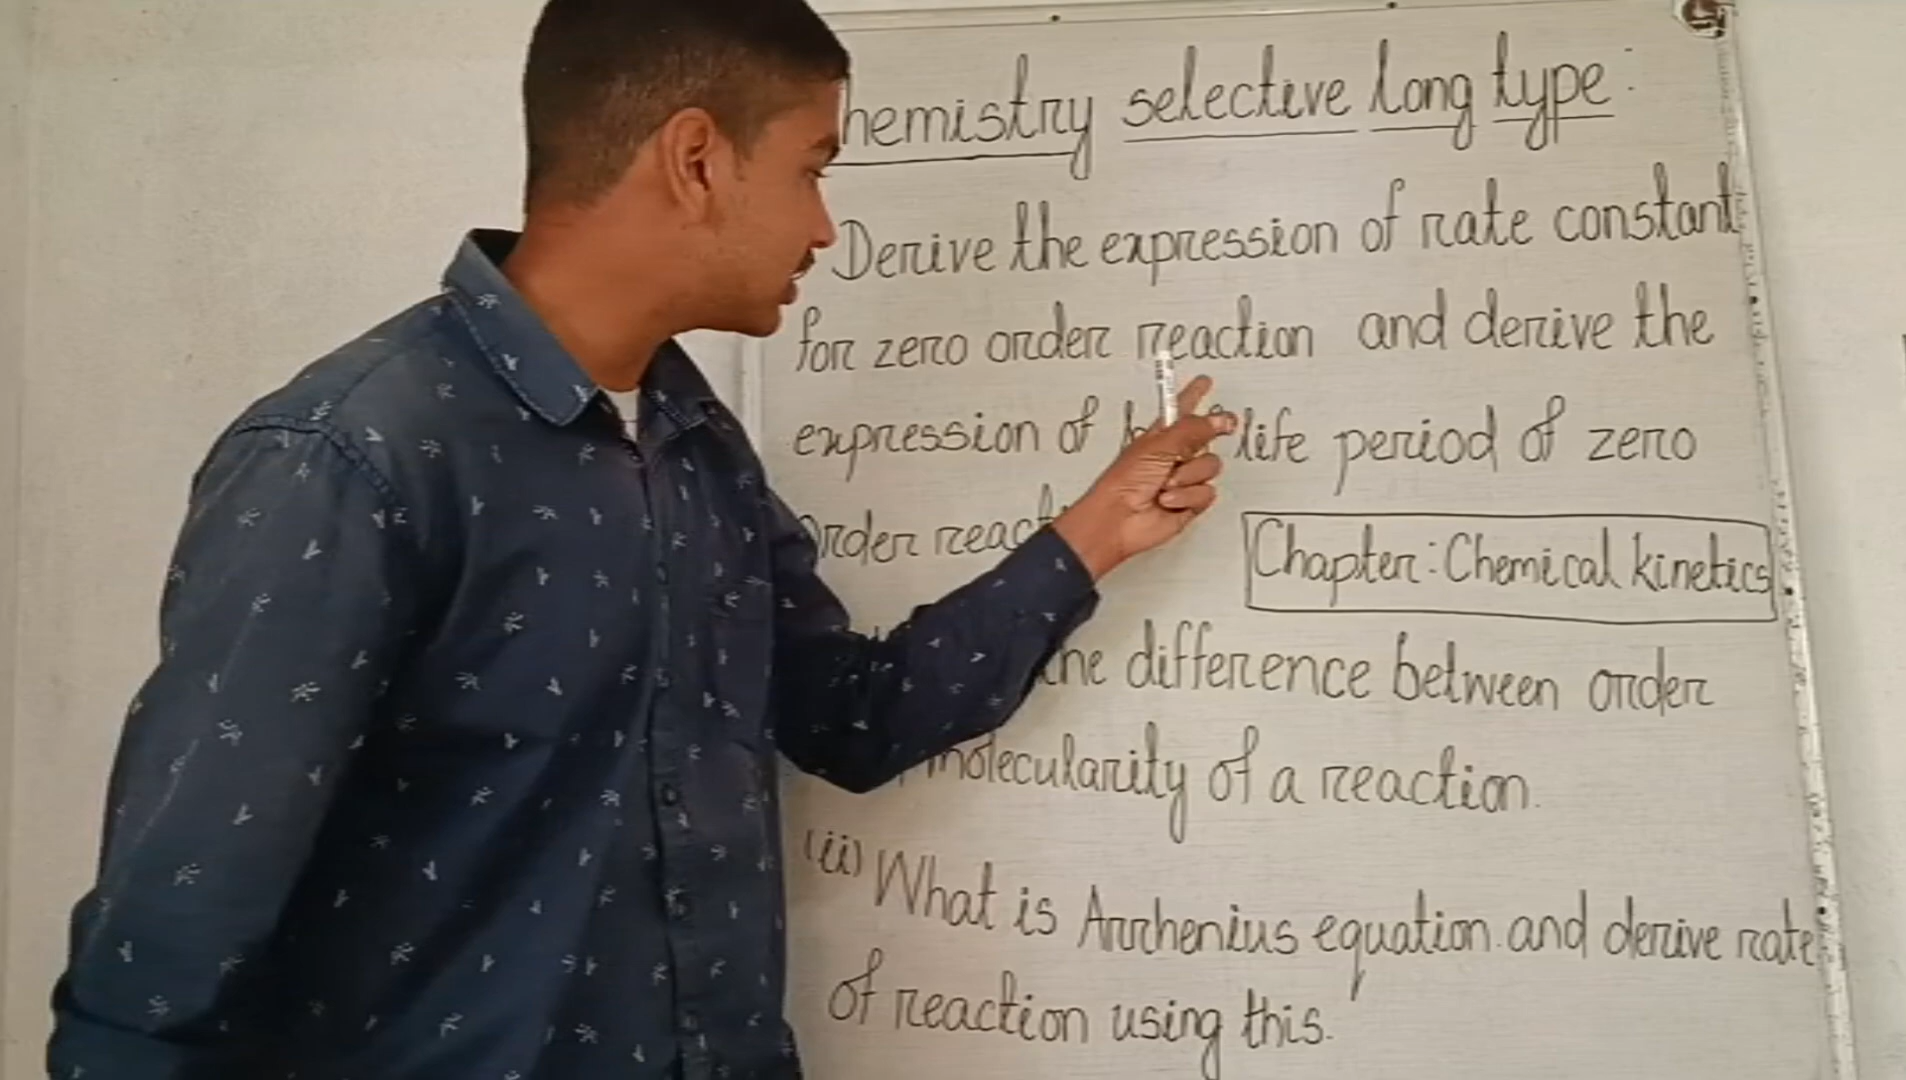 hemistry selective long type:
Derive the expression of rate constant
for zero order reaction and derive the
expression of life period of zero
order react
Chapter: Chemical kinetics
the difference between order
molecularity of a reaction.
(ii) What is Arrhenius equation and derive rate
of reaction using this.